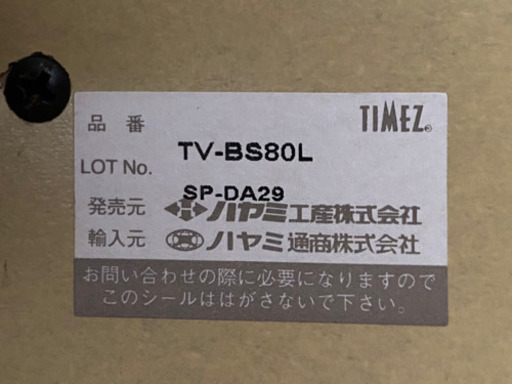 TIMEZ®
品番 TV-BS80L
LOT No. SP-DA29
発売元 ハヤミ工産株式会社
輸入元 ハヤミ通商株式会社
お問い合わせの際に必要になりますので
このシールははがさないで下さい。